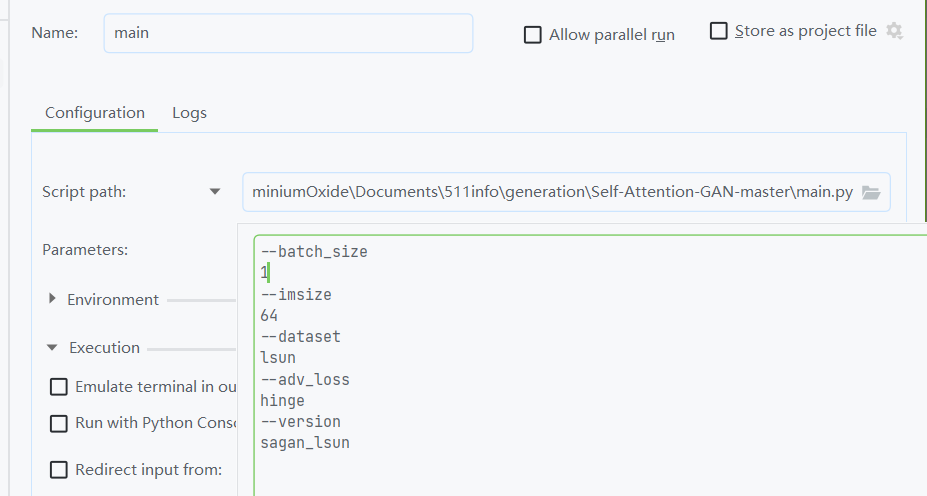 Name:
main
Allow parallel run
Store as project file
Configuration
Logs
Script path:
miniumOxide\Documents\511info\generation\Self-Attention-GAN-master\main.py
Parameters:
--batch_size
1
--imsize
64
--dataset
lsun
--adv_loss
hinge
--version
sagan_lsun
Environment
Execution
Emulate terminal in ou
Run with Python Conso
Redirect input from: